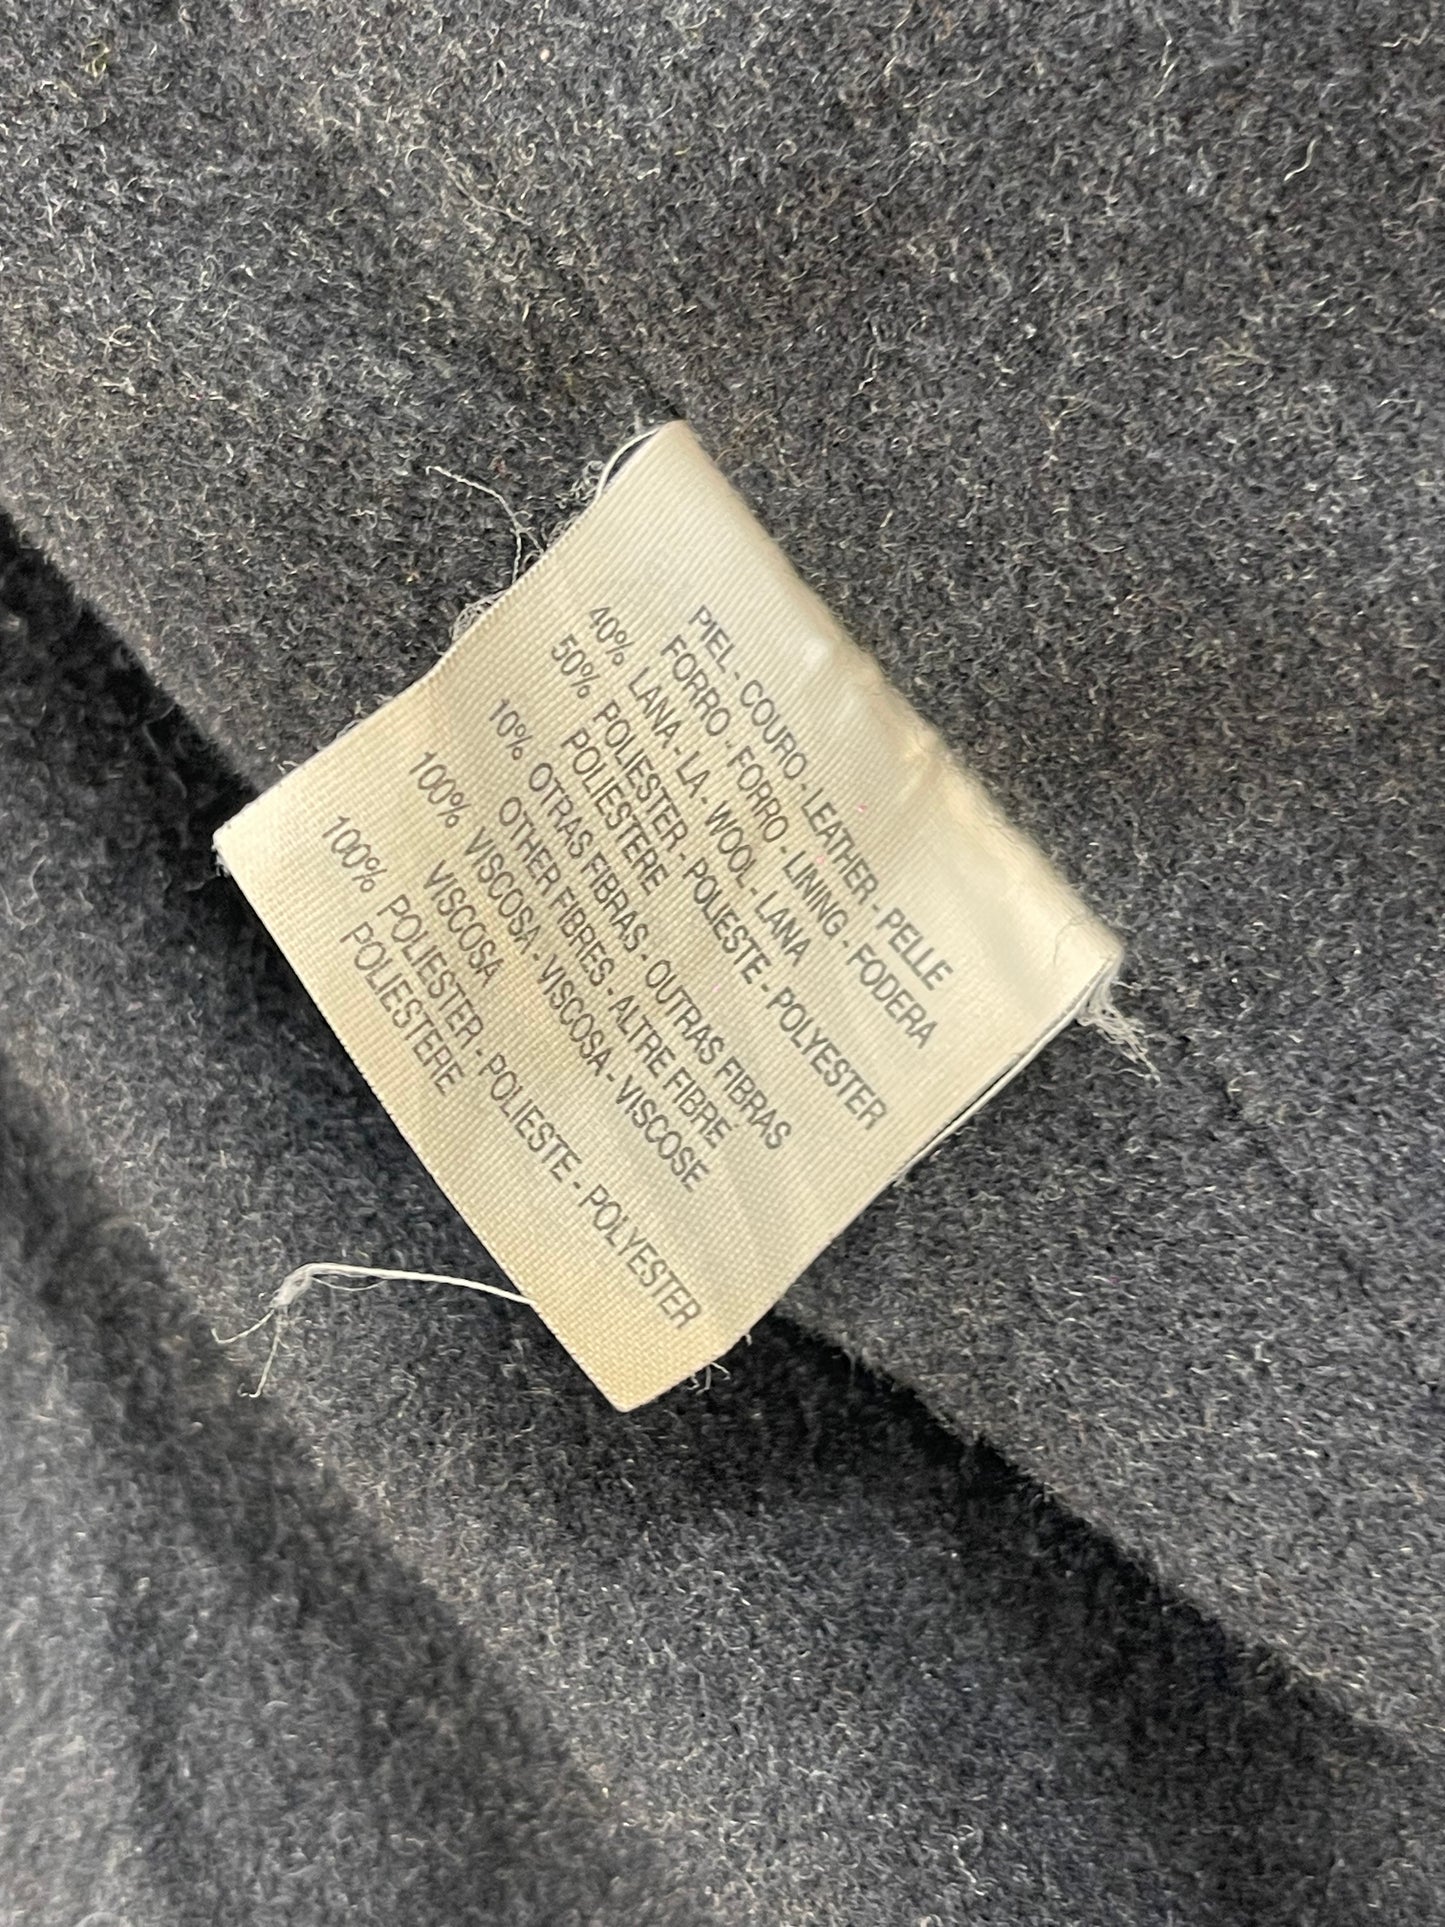 PIEL - COURO - LEATHER - PELLE
FORRO - FORRO - LINING - FODERA
40% LANA - LA - WOOL - LANA
50% POLIESTER - POLIESTE - POLYESTER
POLIESTERE
10% OTRAS FIBRAS - OUTRAS FIBRAS
OTHER FIBRES - ALTRE FIBRE
100% VISCOSA - VISCOSA - VISCOSE
VISCOSA
100% POLIESTER - POLIESTE - POLYESTER
POLIESTERE